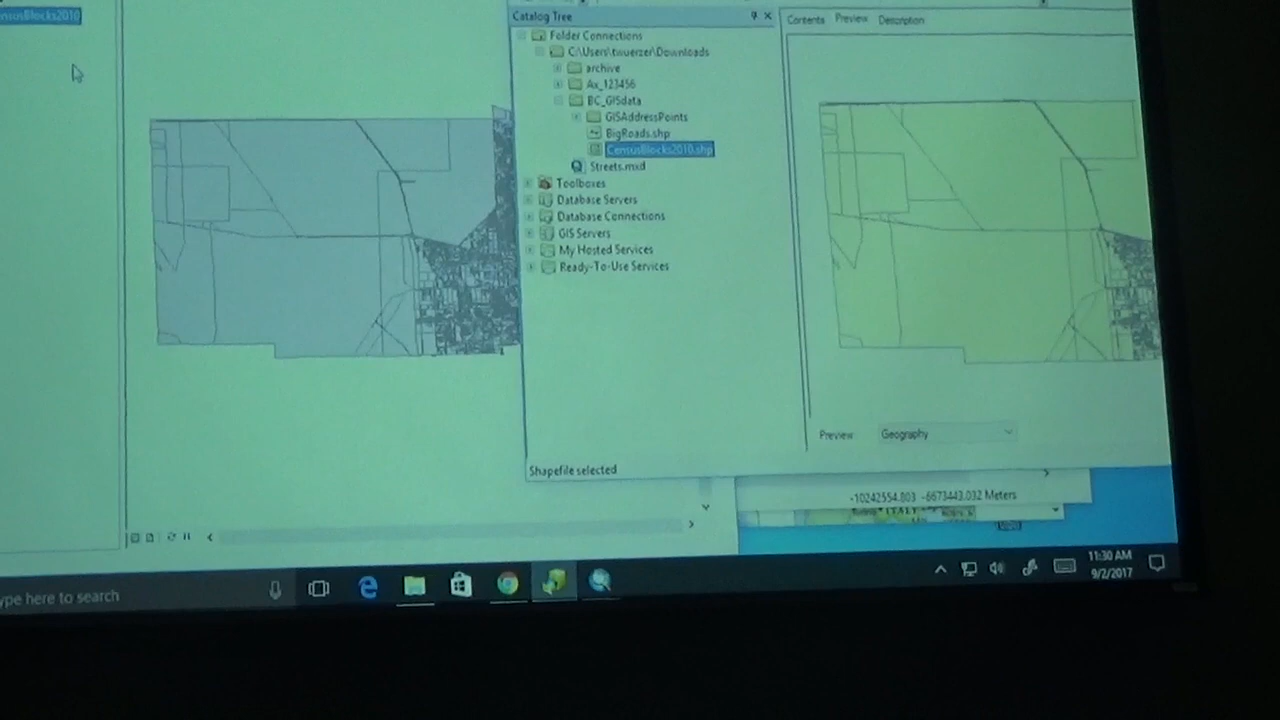 nsusBlocks2010
Catalog Tree
Folder Connections
C:\Users\twuerzer\Downloads
archive
Ax_123456
BC_GISdata
GISAddressPoints
BigRoads.shp
CensusBlocks2010.shp
Streets.mxd
Toolboxes
Database Servers
Database Connections
GIS Servers
My Hosted Services
Ready-To-Use Services
Shapefile selected
Contents Preview Description
Preview Geography
-10242554.803 -6673443.032 Meters
ITALY
ype here to search
11:30 AM
9/2/2017